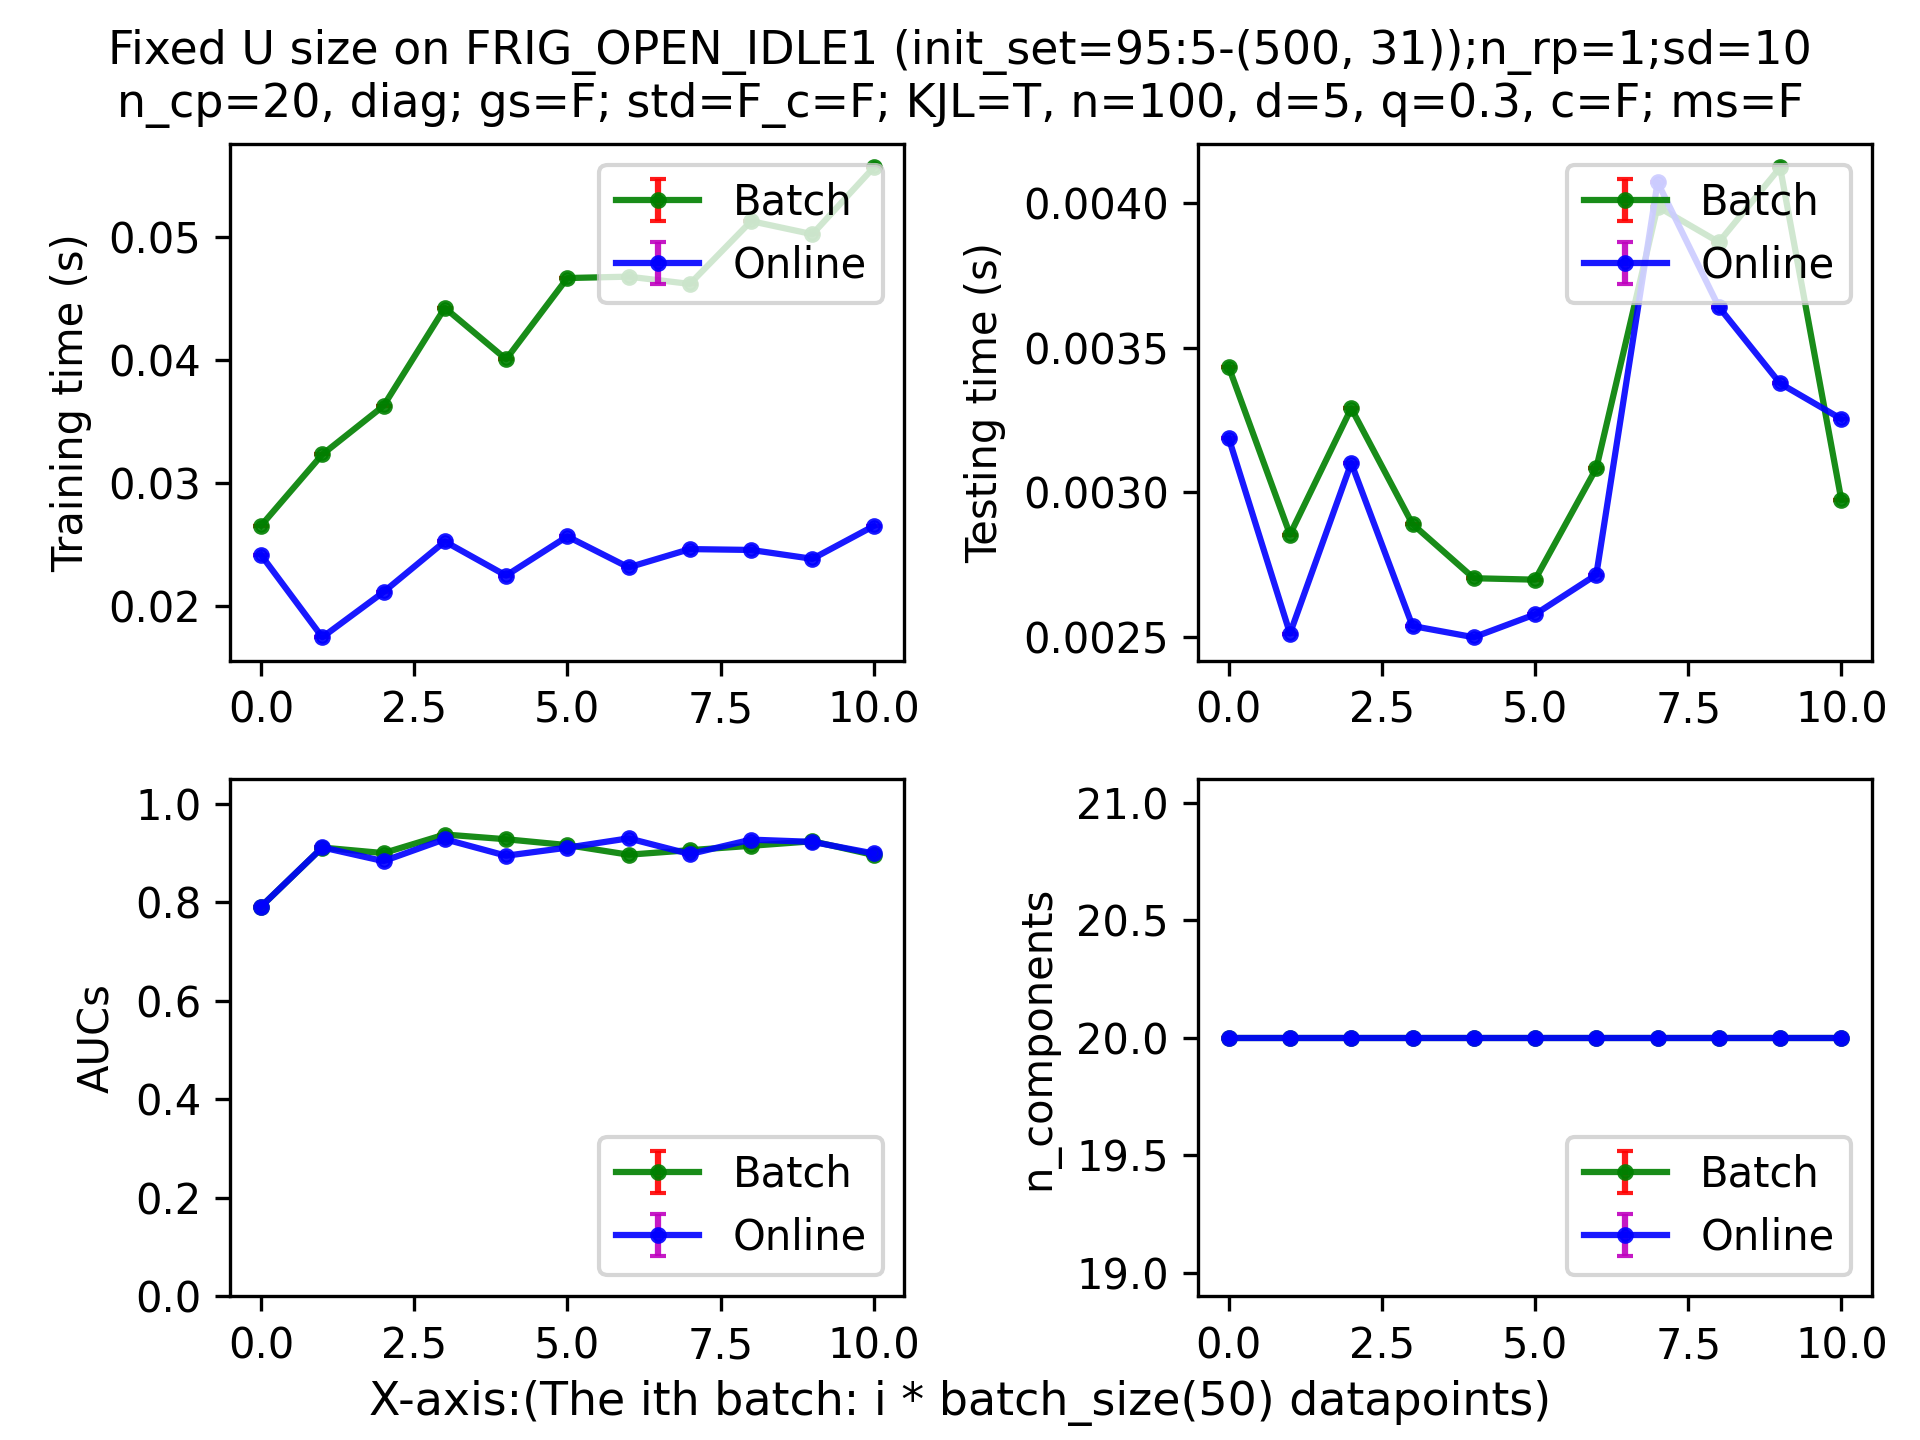 Fixed U size on FRIG_OPEN_IDLE1 (init_set=95:5-(500, 31));n_rp=1;sd=10
n_cp=20, diag; gs=F; std=F_c=F; KJL=T, n=100, d=5, q=0.3, c=F; ms=F
Training time (s)
0.05
0.04
0.03
0.02
0.0 2.5 5.0 7.5 10.0
Batch
Online
Testing time (s)
0.0040
0.0035
0.0030
0.0025
0.0 2.5 5.0 7.5 10.0
Batch
Online
AUCs
1.0
0.8
0.6
0.4
0.2
0.0
0.0 2.5 5.0 7.5 10.0
Batch
Online
n_components
21.0
20.5
20.0
19.5
19.0
0.0 2.5 5.0 7.5 10.0
Batch
Online
X-axis:(The ith batch: i * batch_size(50) datapoints)